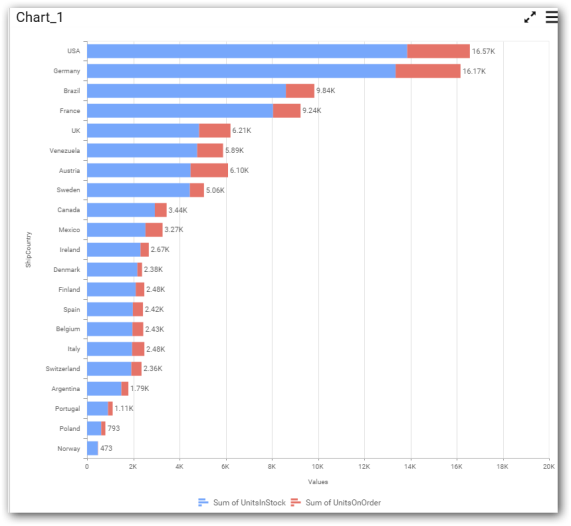 Chart_1
USA 16.57K
Germany 16.17K
Brazil 9.84K
France 9.24K
UK 6.21K
Venezuela 5.89K
Austria 6.10K
Sweden 5.06K
Canada 3.44K
Mexico 3.27K
Ireland 2.67K
Denmark 2.38K
Finland 2.48K
Spain 2.42K
Belgium 2.43K
Italy 2.48K
Switzerland 2.36K
Argentina 1.79K
Portugal 1.11K
Poland 793
Norway 473
ShipCountry
0 2K 4K 6K 8K 10K 12K 14K 16K 18K 20K
Values
Sum of UnitsInStock Sum of UnitsOnOrder